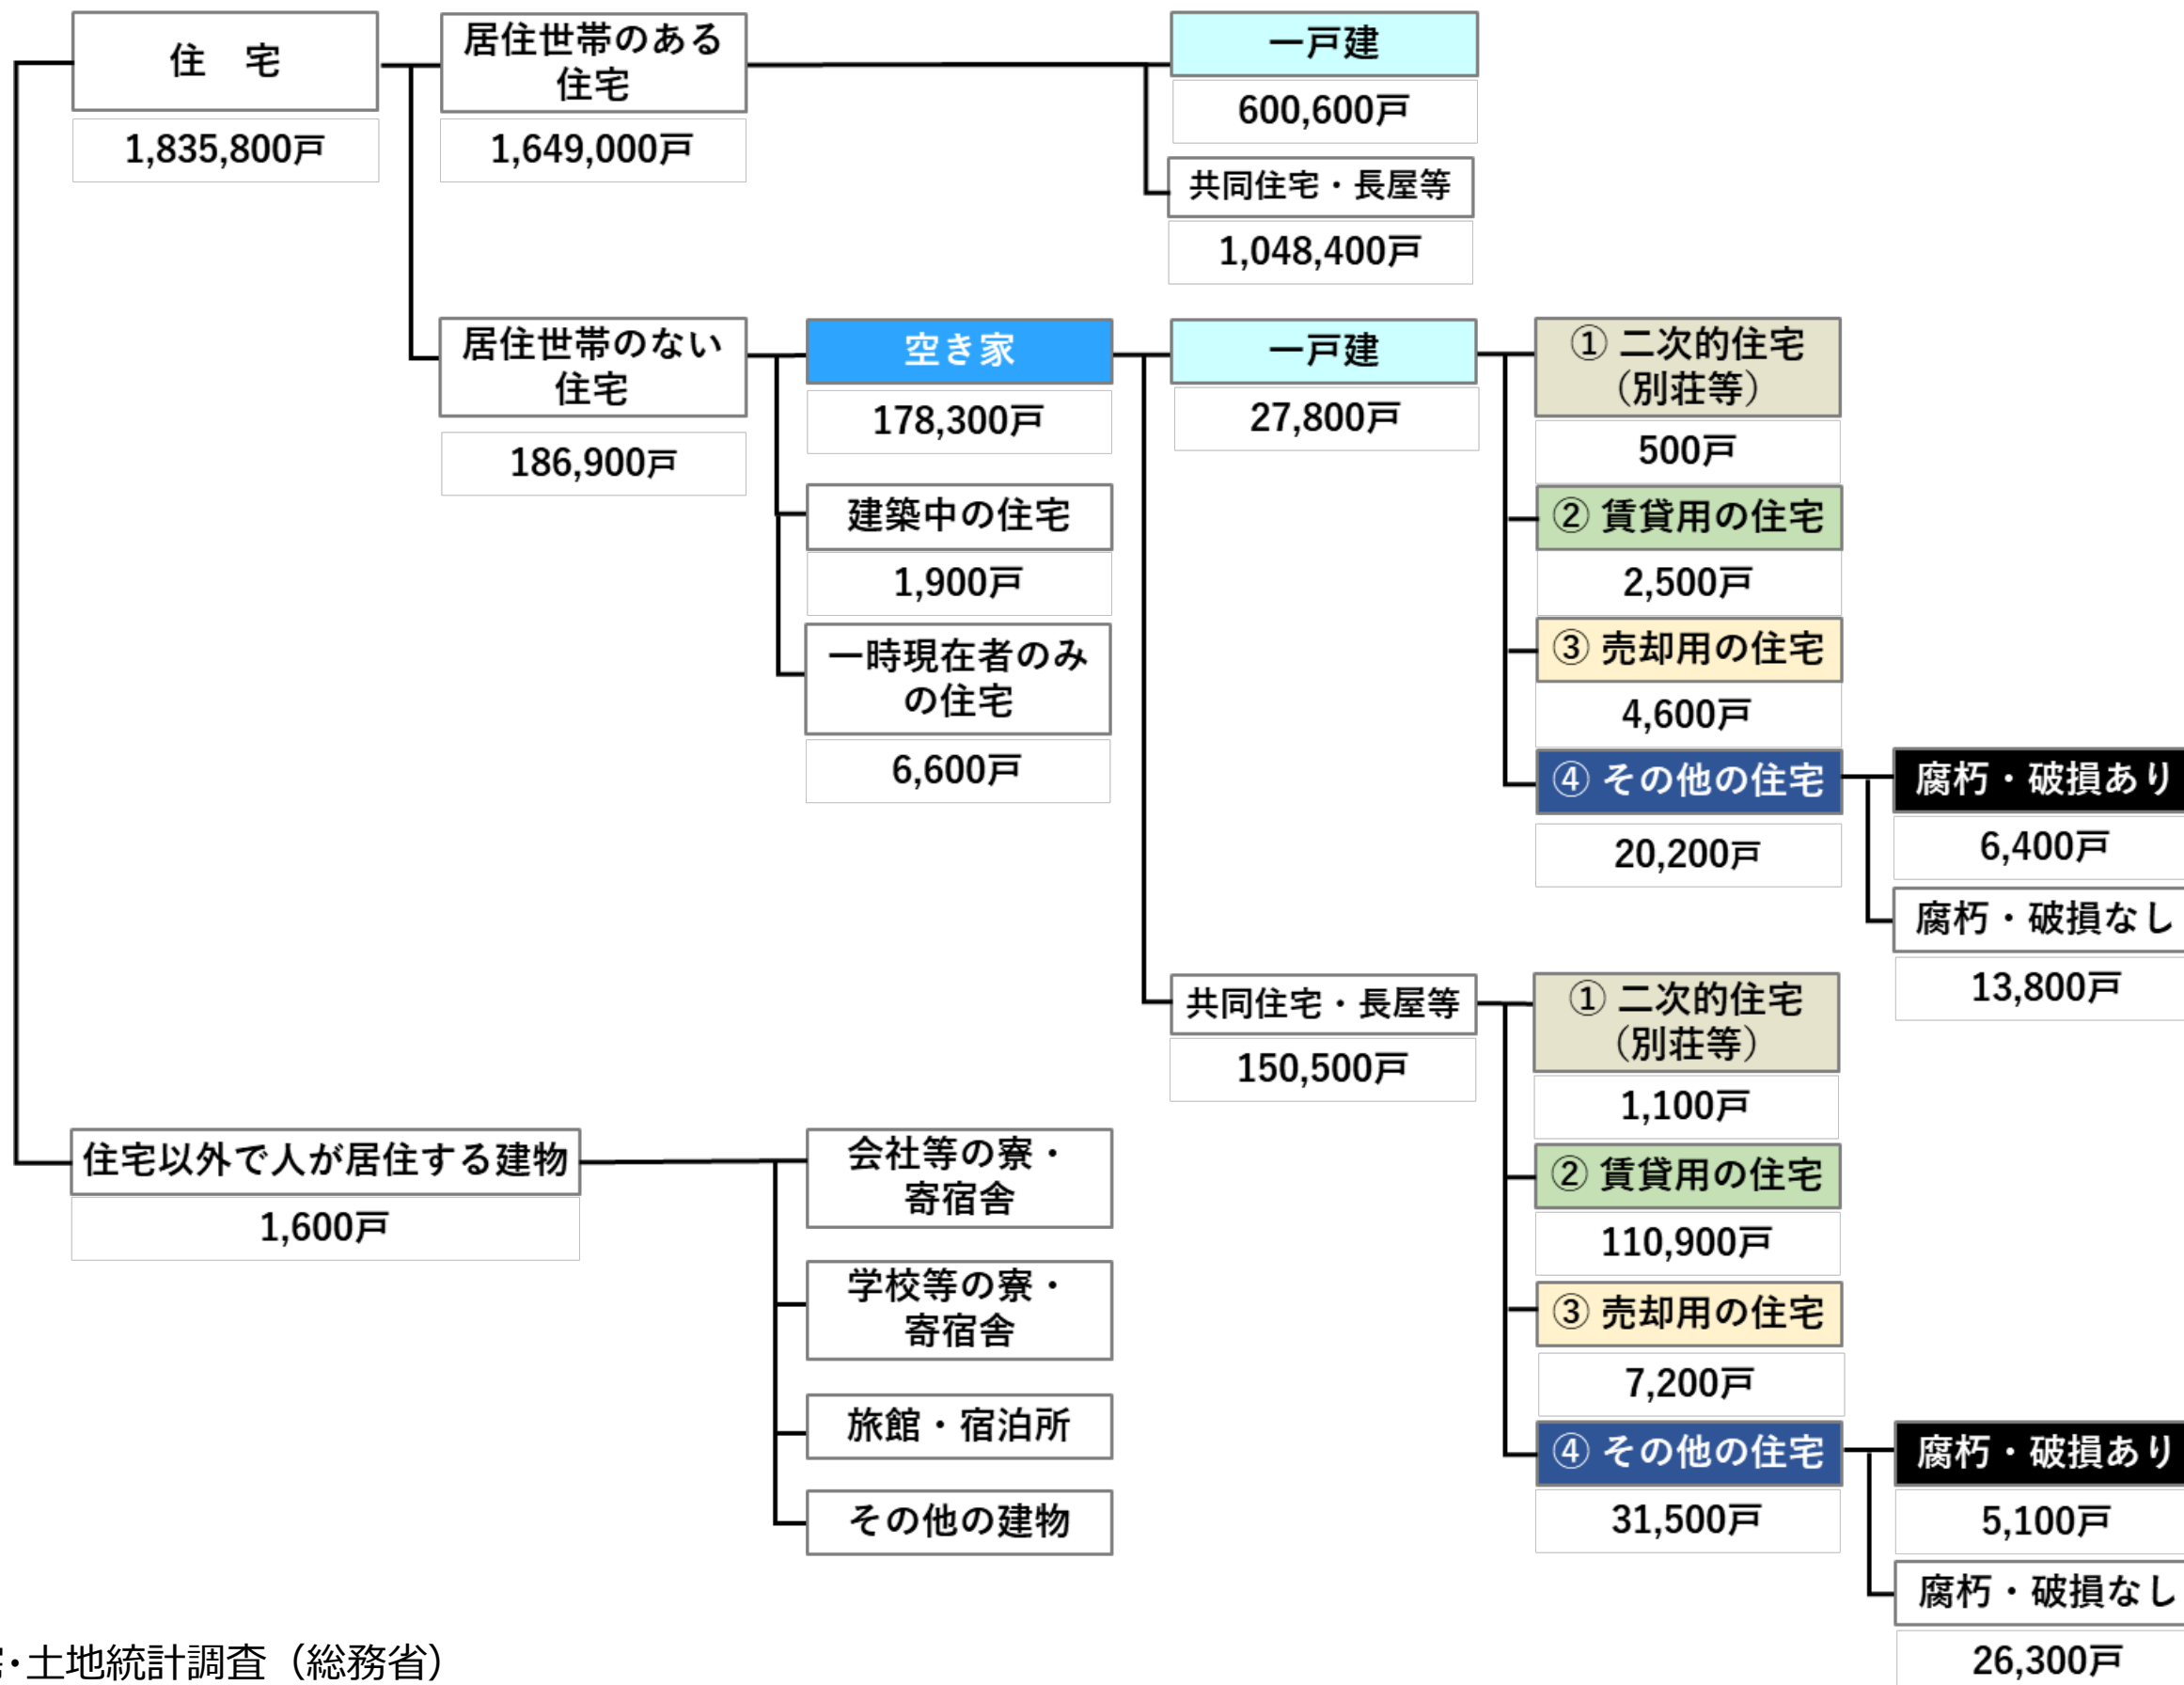 住　宅
1,835,800戸
居住世帯のある
住宅
1,649,000戸
一戸建
600,600戸
共同住宅・長屋等
1,048,400戸
居住世帯のない
住宅
186,900戸
空き家
178,300戸
建築中の住宅
1,900戸
一時現在者のみ
の住宅
6,600戸
一戸建
27,800戸
① 二次的住宅
（別荘等）
500戸
② 賃貸用の住宅
2,500戸
③ 売却用の住宅
4,600戸
④ その他の住宅
20,200戸
腐朽・破損あり
6,400戸
腐朽・破損なし
13,800戸
共同住宅・長屋等
150,500戸
① 二次的住宅
（別荘等）
1,100戸
② 賃貸用の住宅
110,900戸
③ 売却用の住宅
7,200戸
④ その他の住宅
31,500戸
腐朽・破損あり
5,100戸
腐朽・破損なし
26,300戸
住宅以外で人が居住する建物
1,600戸
会社等の寮・
寄宿舎
学校等の寮・
寄宿舎
旅館・宿泊所
その他の建物
･土地統計調査（総務省）